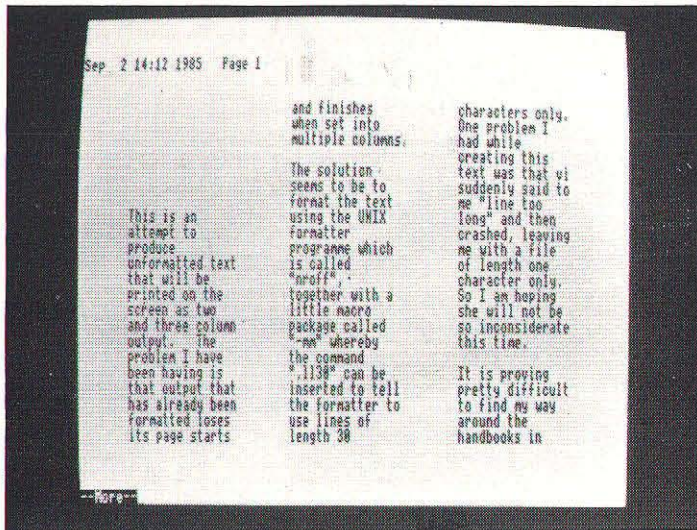 Sep  2 14:12 1985   Page 1
This is an
attempt to
produce
unformatted text
that will be
printed on the
screen as two
and three column
output.   The
problem I have
been having is
that output that
has already been
formatted loses
its page starts
and finishes
when set into
multiple columns.
The solution
seems to be to
format the text
using the UNIX
formatter
programme which
is called
"nroff",
together with a
little macro
package called
"-mm" whereby
the command
".ll30" can be
inserted to tell
the formatter to
use lines of
length 30
characters only.
One problem I
had while
creating this
text was that vi
suddenly said to
me "line too
long" and then
crashed, leaving
me with a file
of length one
character only.
So I am hoping
she will not be
so inconsiderate
this time.
It is proving
pretty difficult
to find my way
around the
handbooks in
--More--